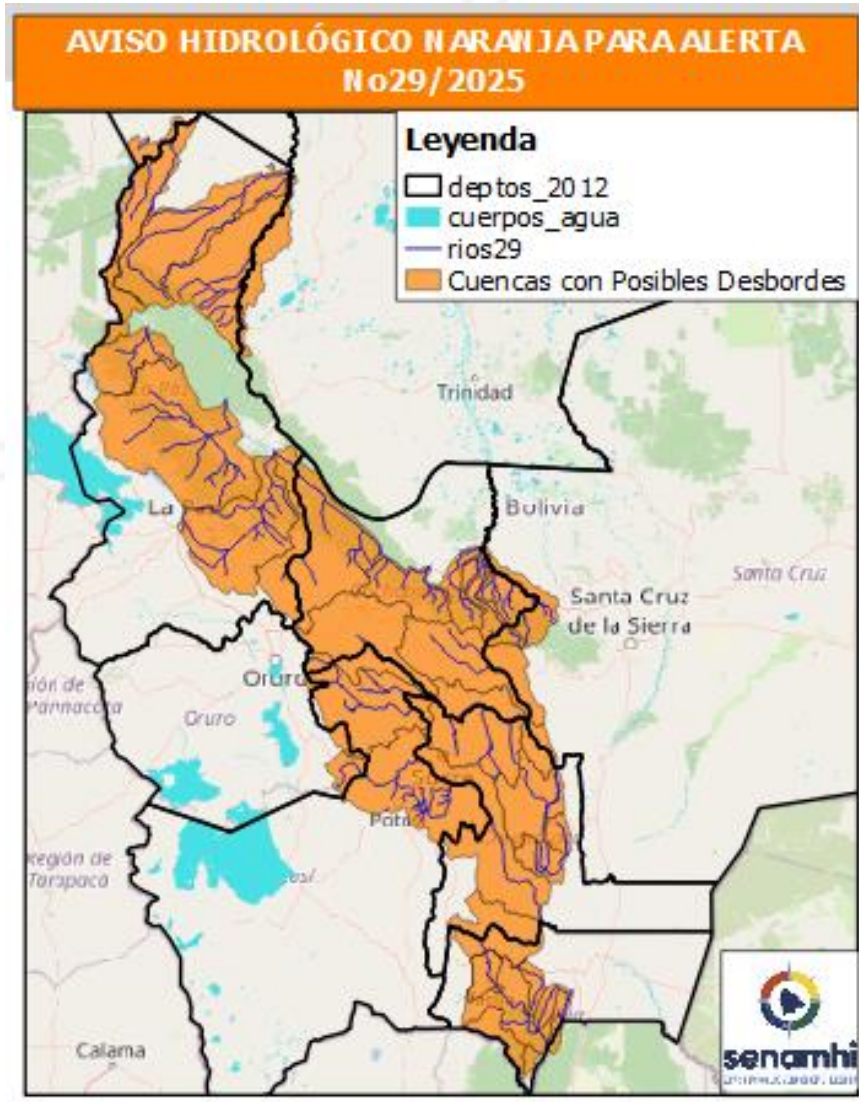 AVISO HIDROLÓGICO NARANJA PARA ALERTA
No29/2025
Leyenda
deptos_2012
cuerpos_agua
rios29
Cuencas con Posibles Desbordes
Trinidad
La
Bolivia
Santa Cruz
Santa Cruz
de la Sierra
Oruro
Oruro
Región de
Tarapacá
Calama
senamhi